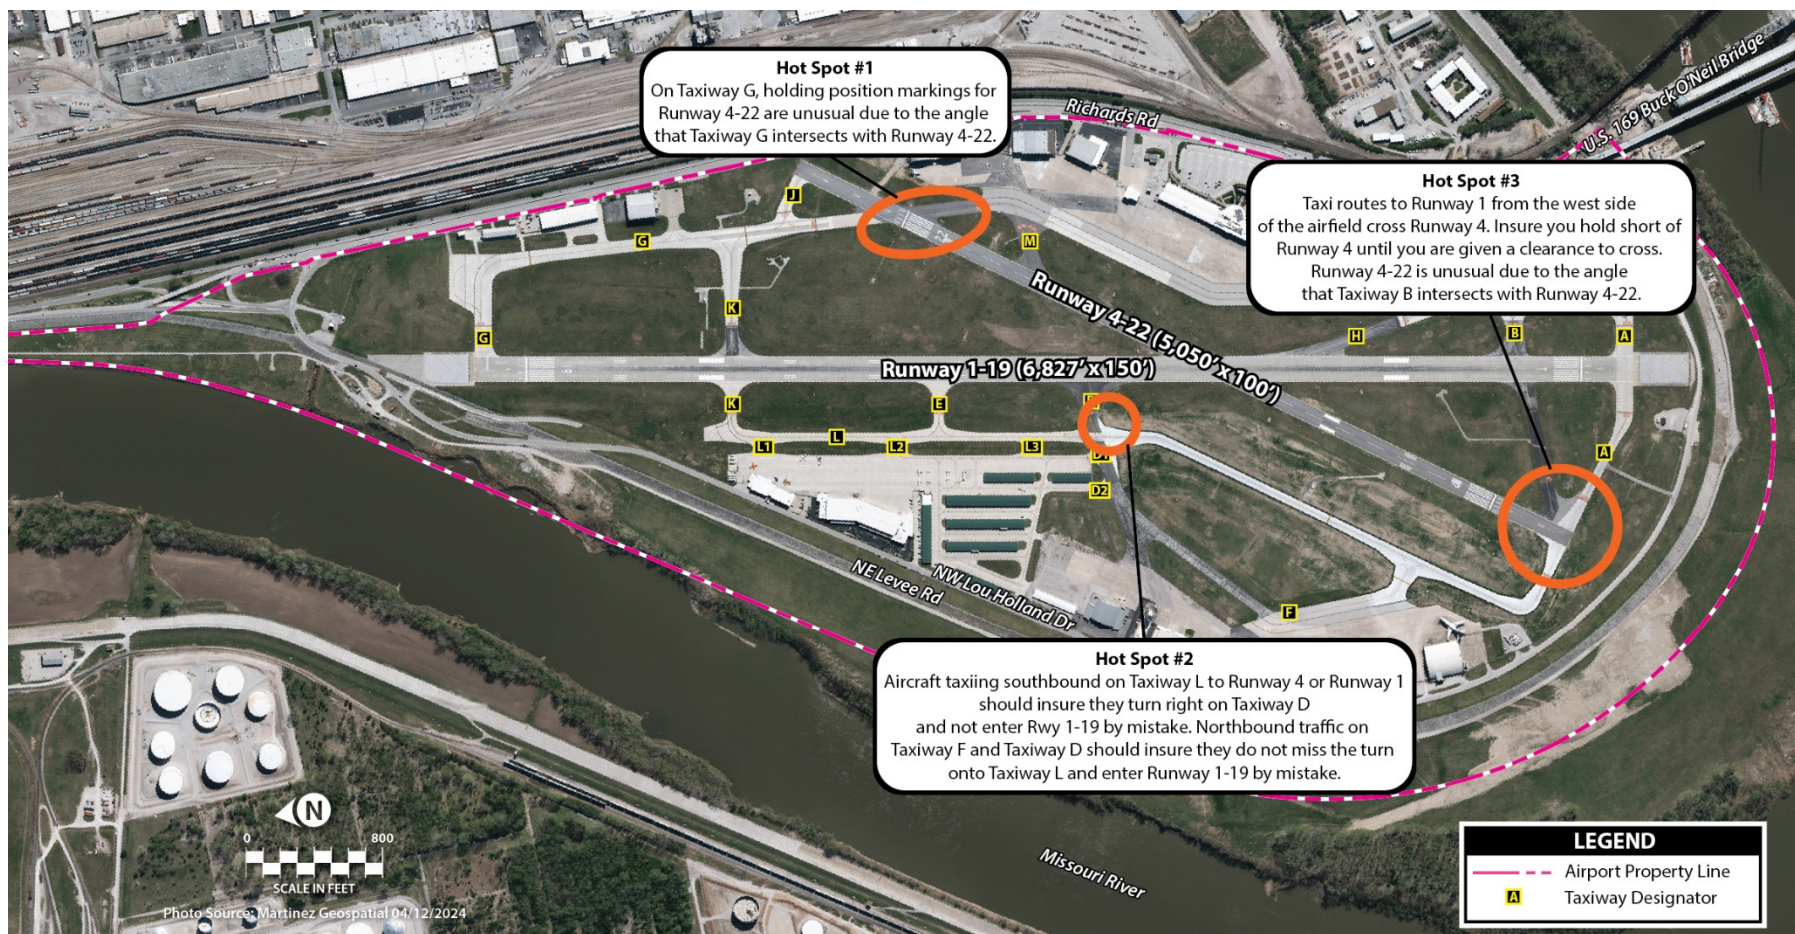 Hot Spot #1
On Taxiway G, holding position markings for
Runway 4-22 are unusual due to the angle
that Taxiway G intersects with Runway 4-22.
Richards Rd
U.S. 169 Buck O'Neil Bridge
Hot Spot #3
Taxi routes to Runway 1 from the west side
of the airfield cross Runway 4. Insure you hold short of
Runway 4 until you are given a clearance to cross.
Runway 4-22 is unusual due to the angle
that Taxiway B intersects with Runway 4-22.
J
G
M
K
G
H
B
A
Runway 4-22 (5,050'x 100')
Runway 1-19 (6,827'x 150')
22
K
E
L1
L
L2
L3
D1
D2
A
F
NE Levee Rd
NW Lou Holland Dr
Hot Spot #2
Aircraft taxiing southbound on Taxiway L to Runway 4 or Runway 1
should insure they turn right on Taxiway D
and not enter Rwy 1-19 by mistake. Northbound traffic on
Taxiway F and Taxiway D should insure they do not miss the turn
onto Taxiway L and enter Runway 1-19 by mistake.
N
0 800
SCALE IN FEET
Photo Source: Martinez Geospatial 04/12/2024
Missouri River
LEGEND
Airport Property Line
A Taxiway Designator